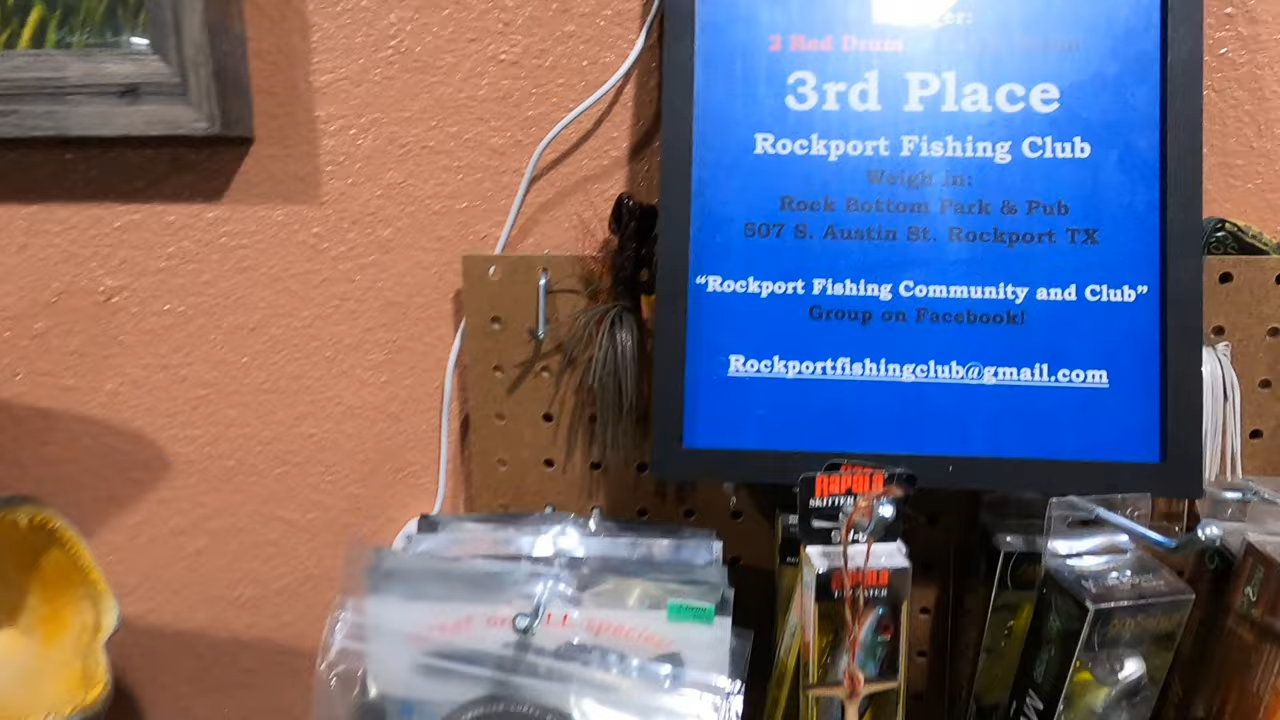 2 Red Drum
3rd Place
Rockport Fishing Club
Weigh in:
Rock Bottom Park & Pub
507 S. Austin St. Rockport TX
"Rockport Fishing Community and Club"
Group on Facebook!
Rockportfishingclub@gmail.com
RAPALA
SKITTER
RAPALA